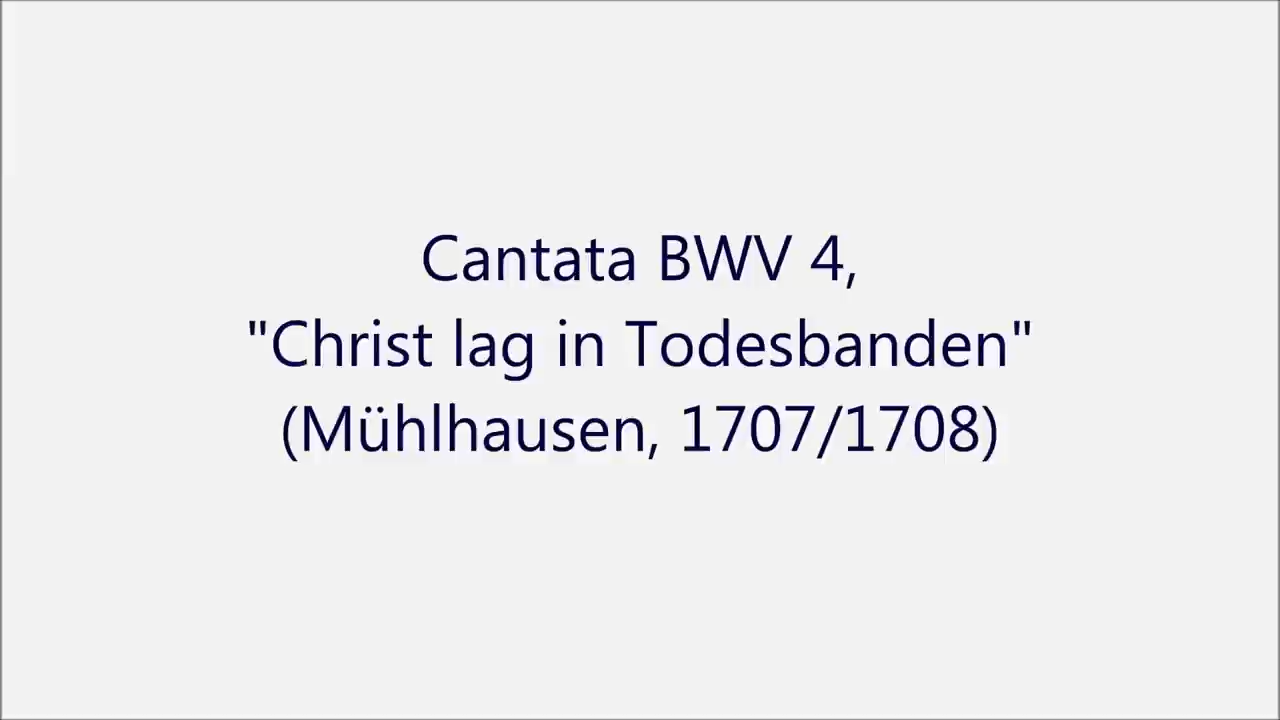 Cantata BWV 4,
"Christ lag in Todesbanden"
(Mühlhausen, 1707/1708)